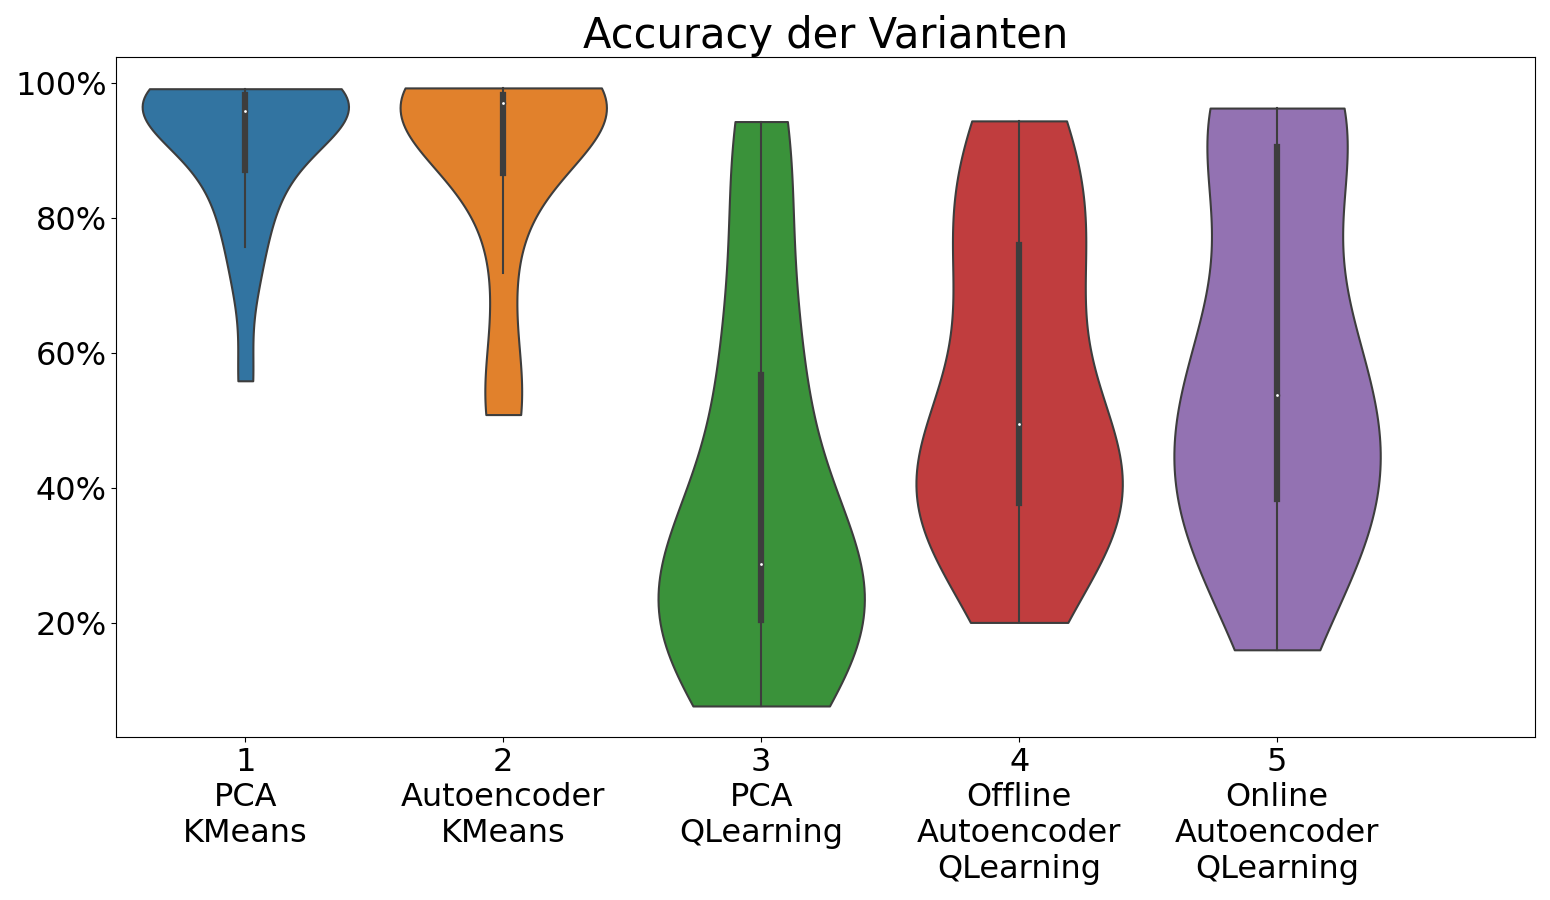 Accuracy der Varianten
100%
80%
60%
40%
20%
1
PCA
KMeans
2
Autoencoder
KMeans
3
PCA
QLearning
4
Offline
Autoencoder
QLearning
5
Online
Autoencoder
QLearning